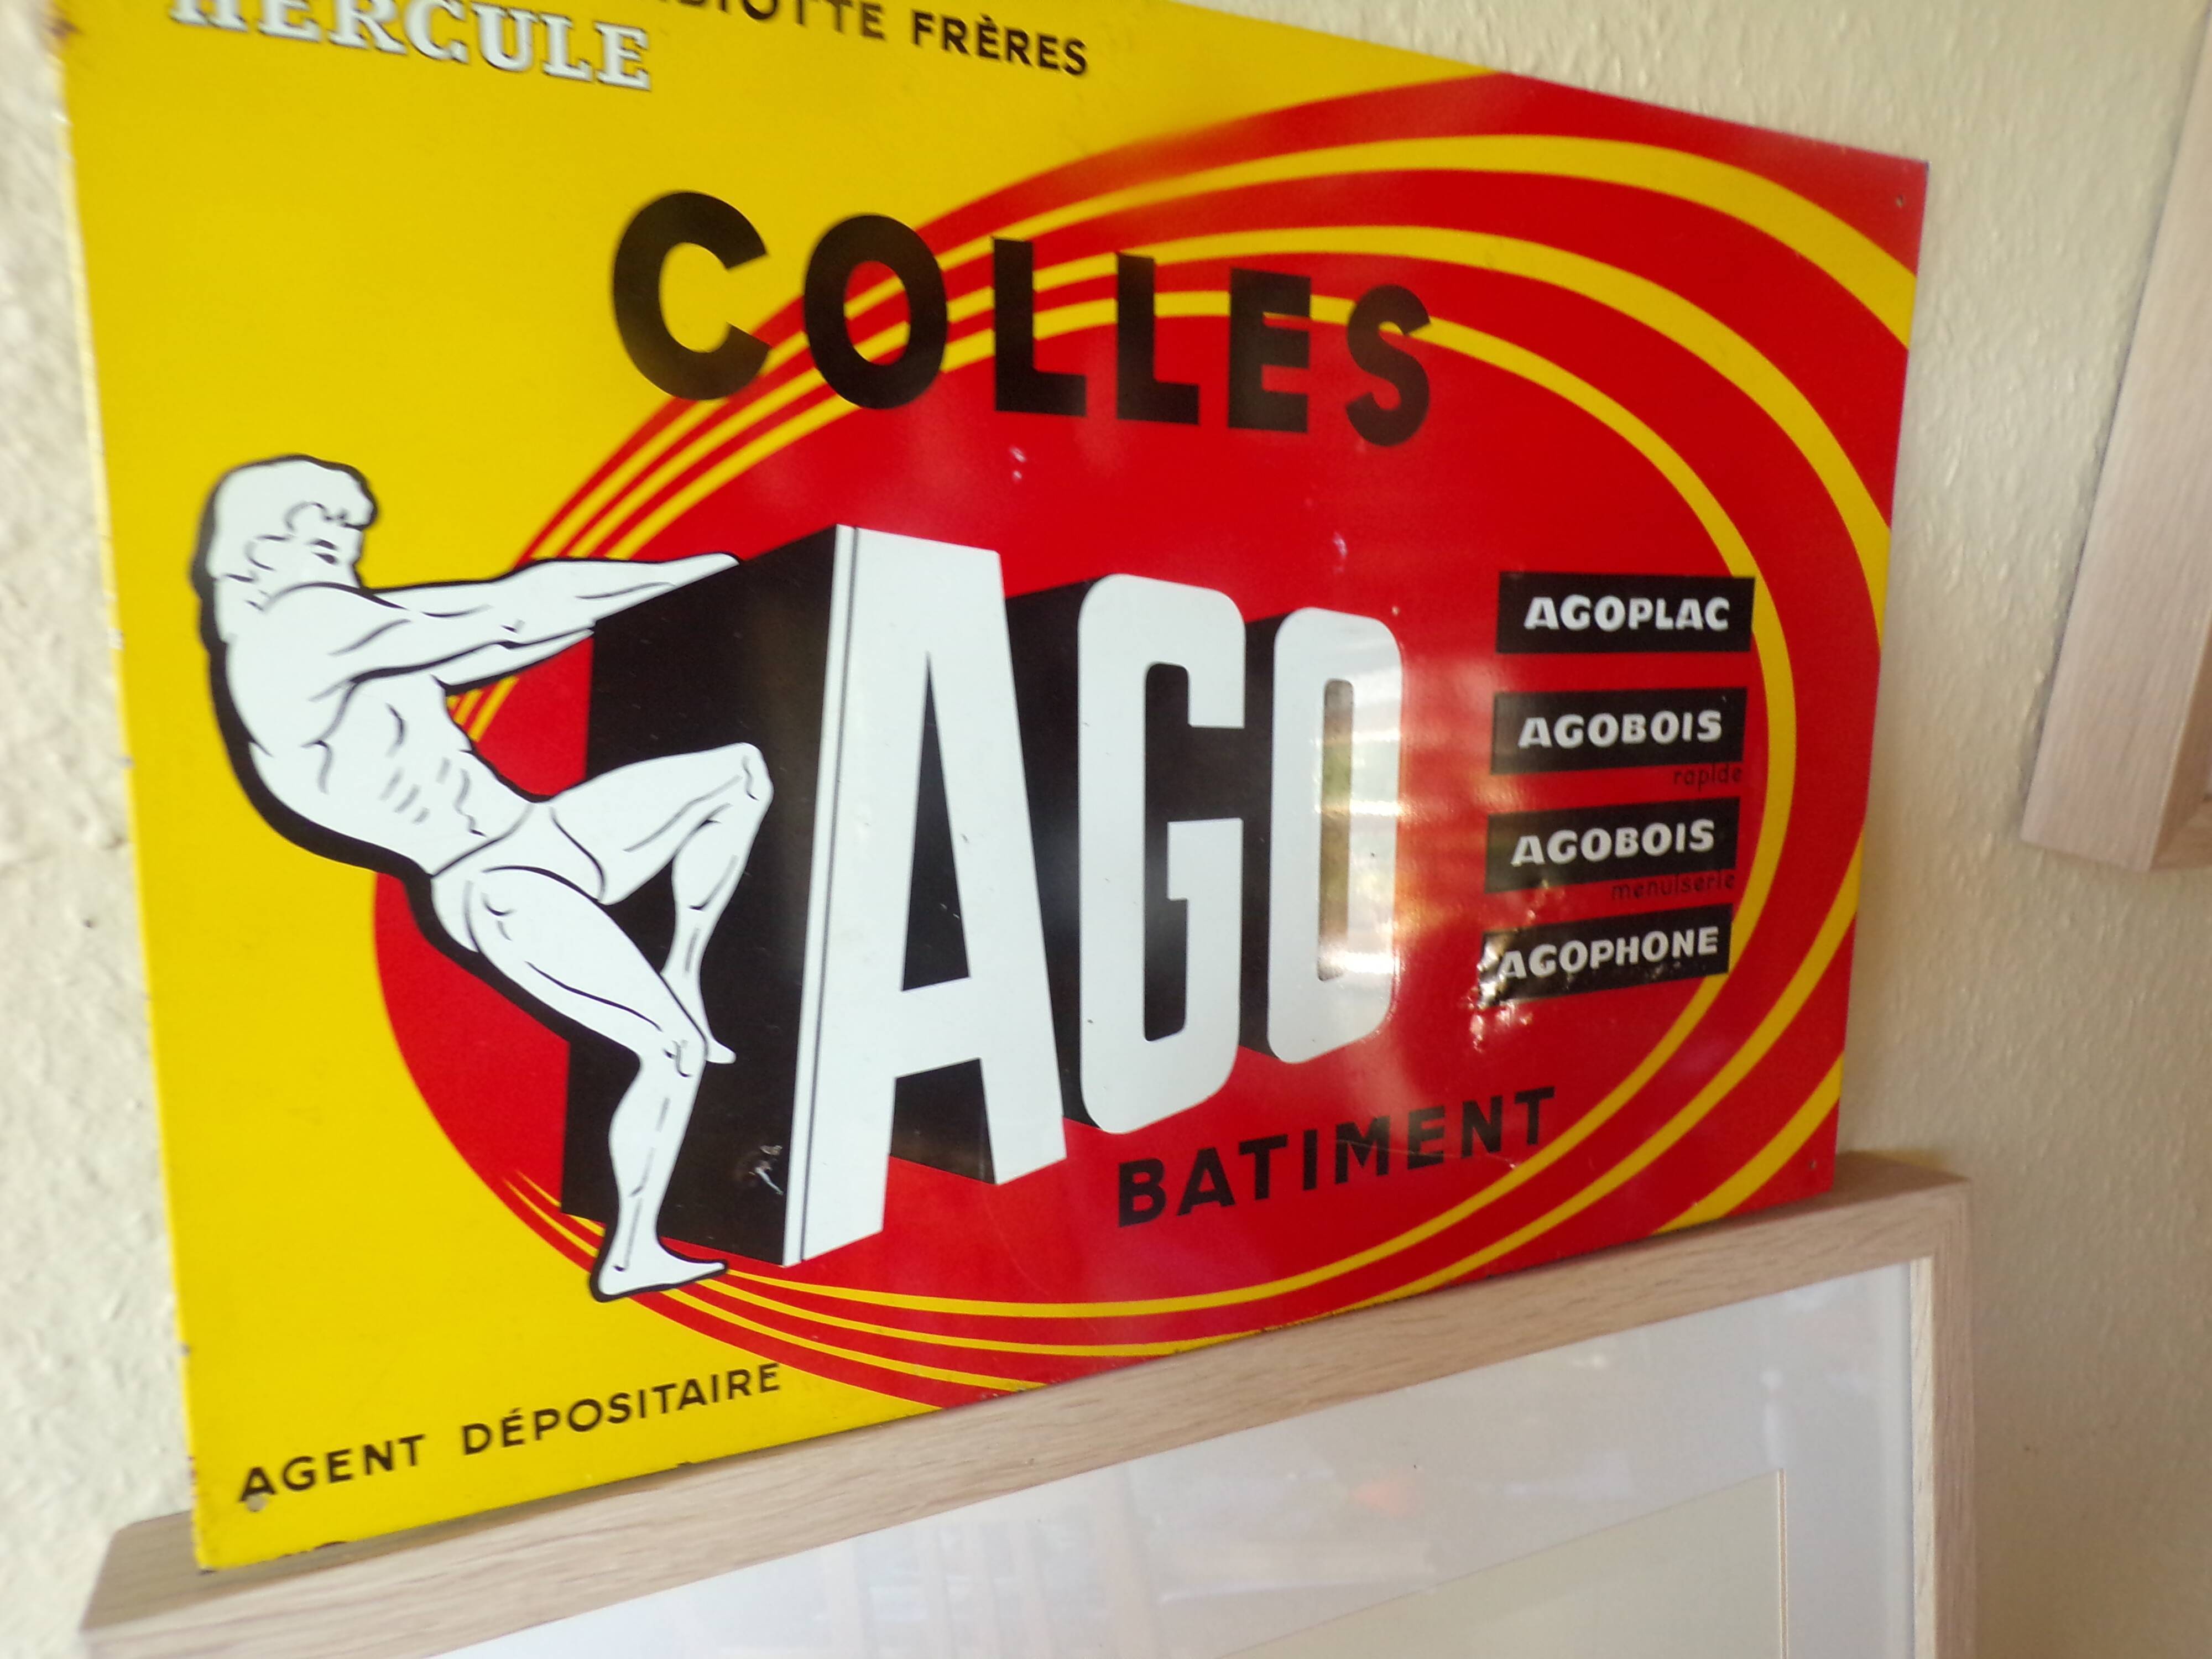 HERCULE
FRÈRES
COLLES
AGO
AGOPLAC
AGOBOIS
rapide
AGOBOIS
menuiserie
AGOPHONE
BATIMENT
AGENT DÉPOSITAIRE